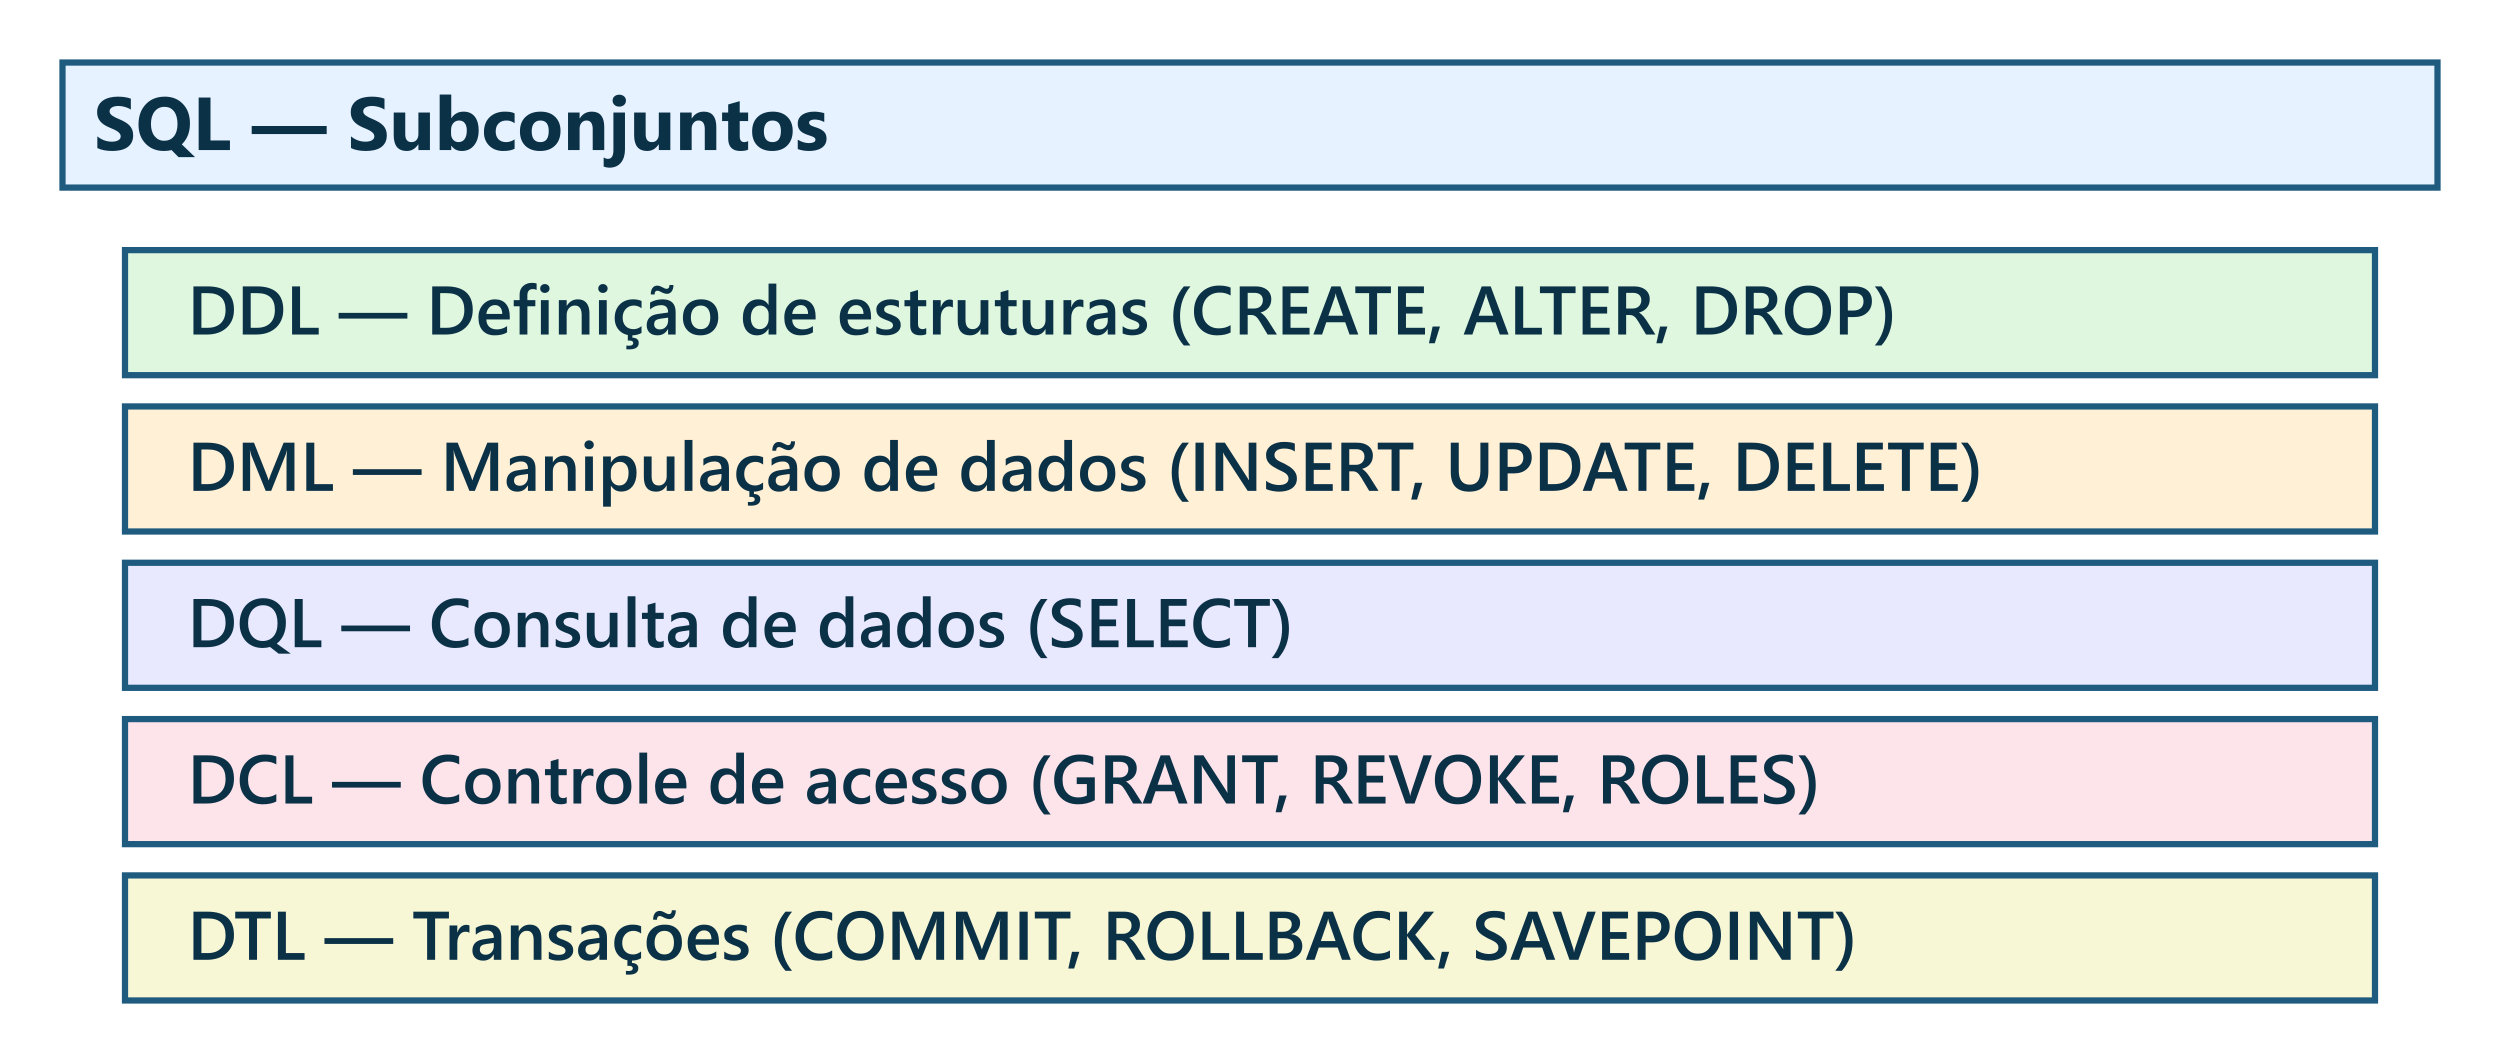 SQL — Subconjuntos
DDL — Definição de estruturas (CREATE, ALTER, DROP)
DML — Manipulação de dados (INSERT, UPDATE, DELETE)
DQL — Consulta de dados (SELECT)
DCL — Controle de acesso (GRANT, REVOKE, ROLES)
DTL — Transações (COMMIT, ROLLBACK, SAVEPOINT)